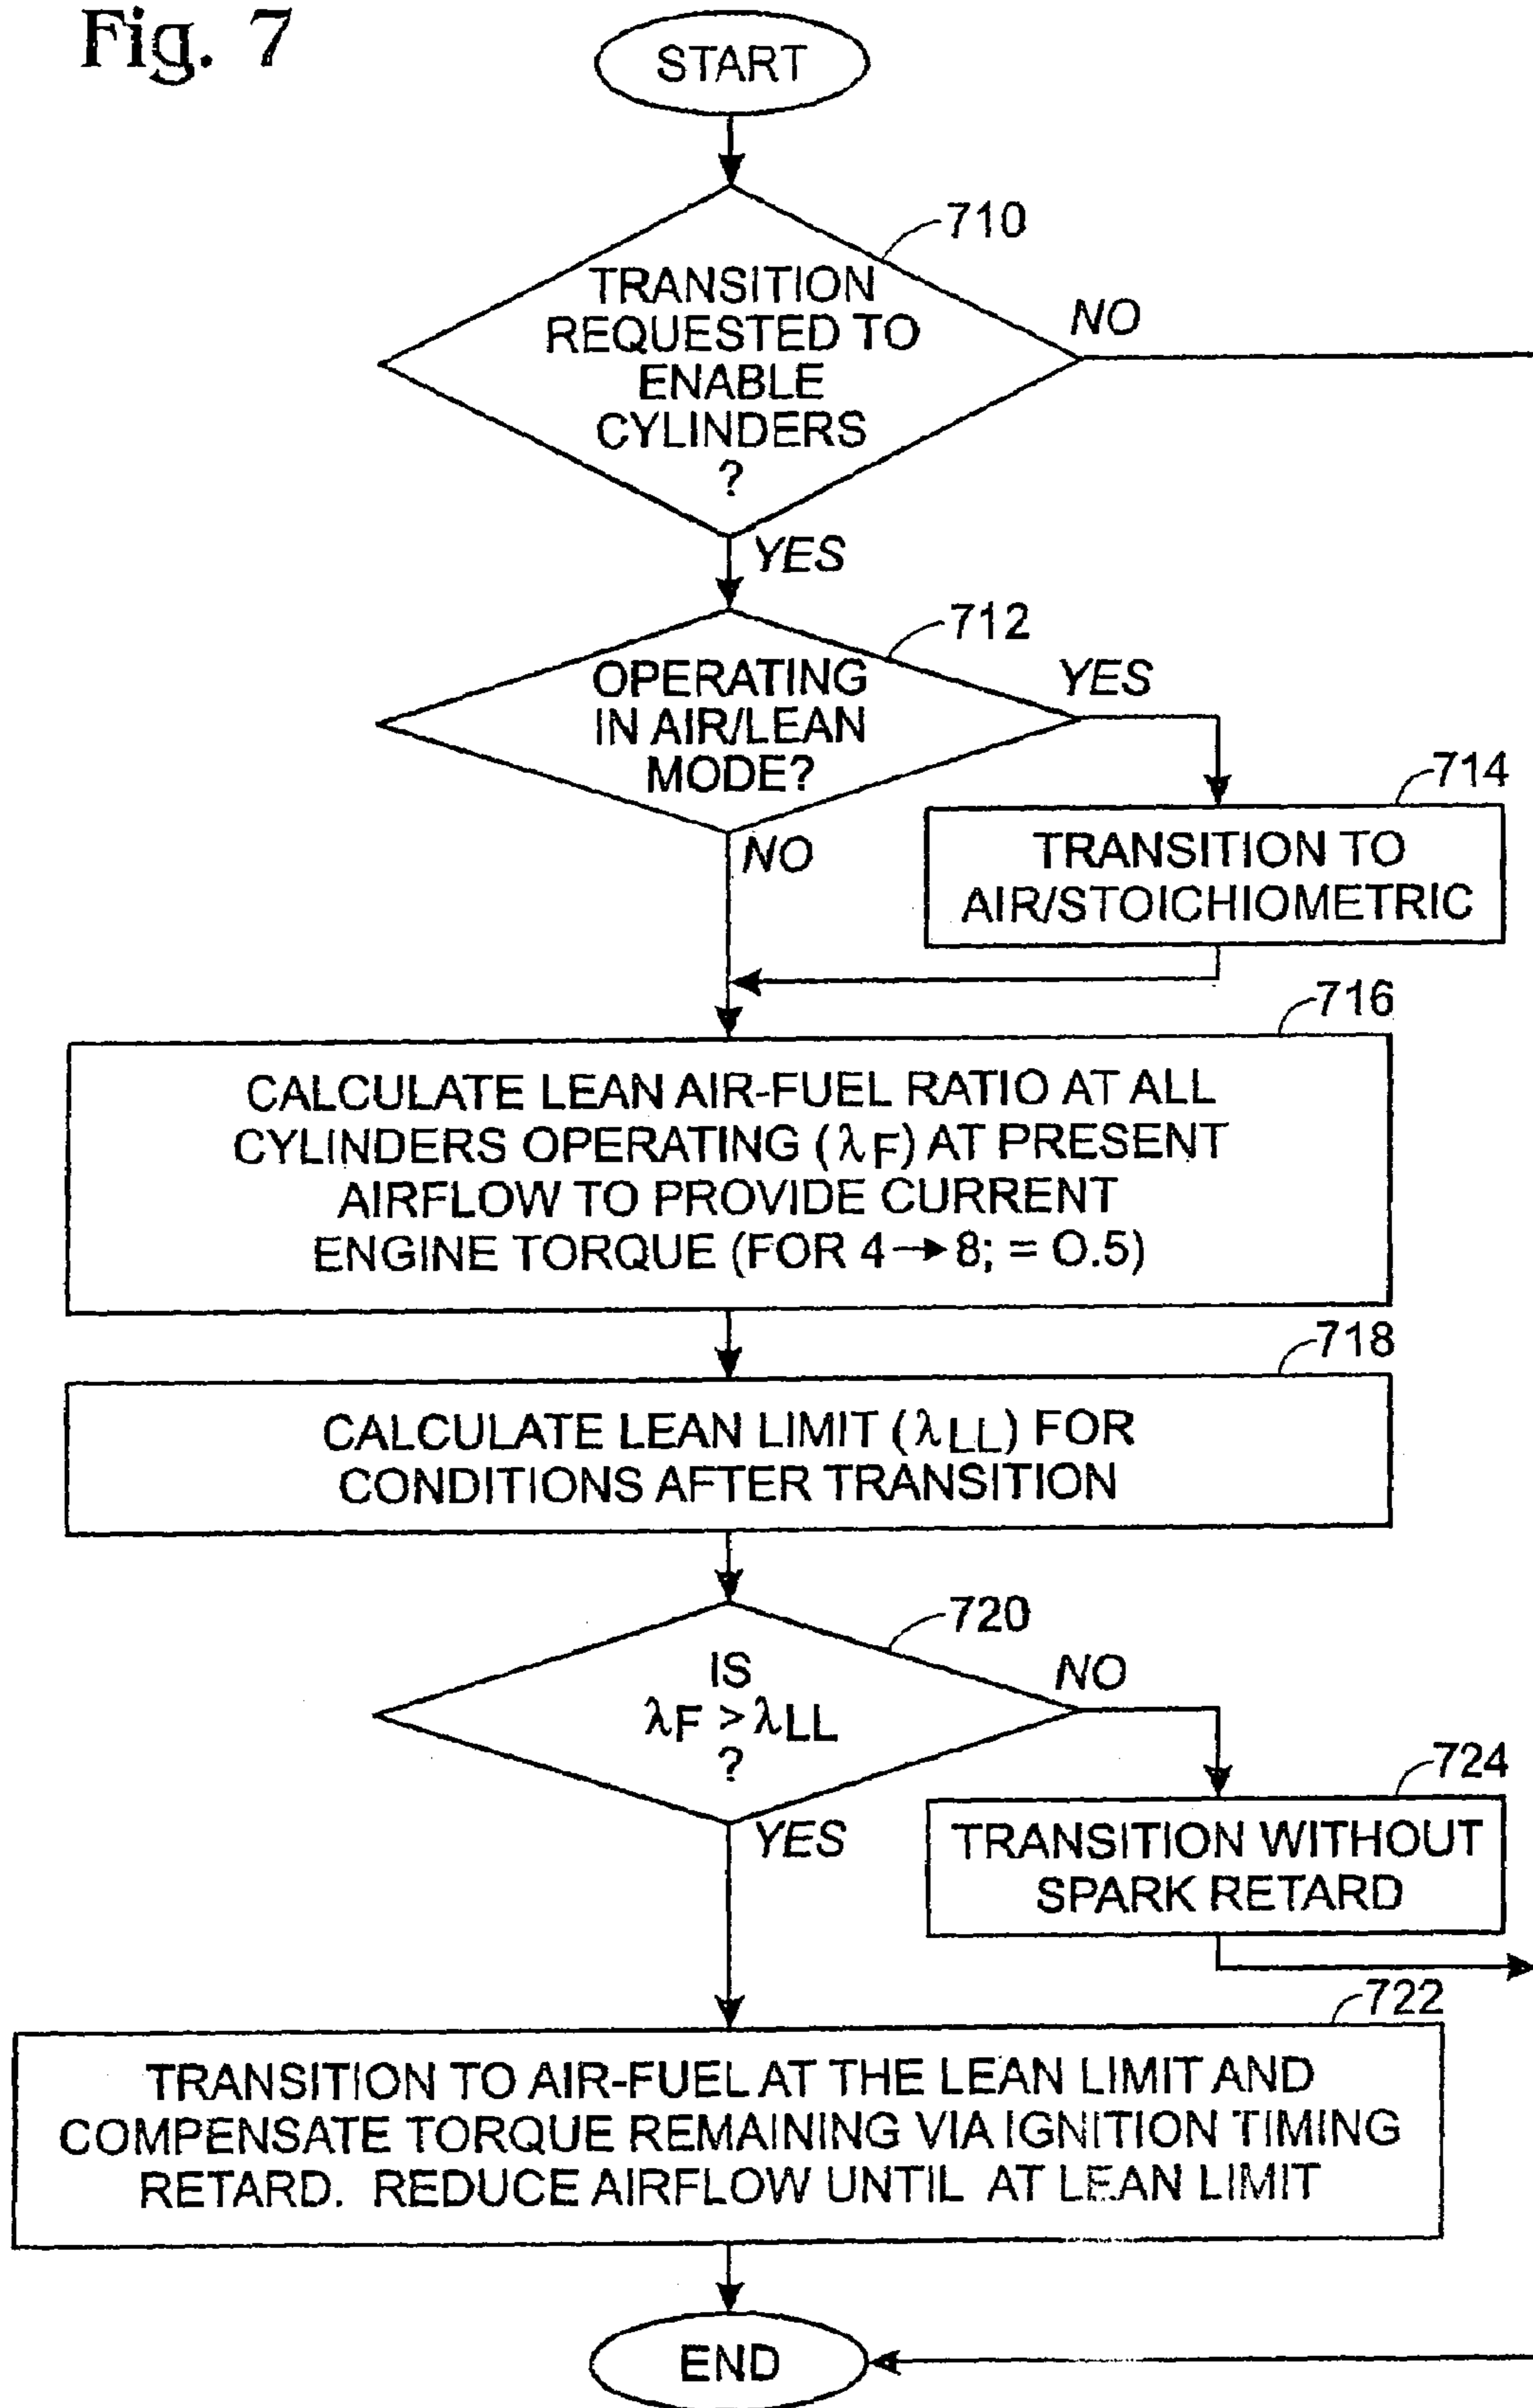 Fig. 7
START
710
TRANSITION
REQUESTED TO
ENABLE
CYLINDERS
?
NO
YES
712
OPERATING
IN AIR/LEAN
MODE?
YES
NO
714
TRANSITION TO
AIR/STOICHIOMETRIC
716
CALCULATE LEAN AIR-FUEL RATIO AT ALL
CYLINDERS OPERATING (λF) AT PRESENT
AIRFLOW TO PROVIDE CURRENT
ENGINE TORQUE (FOR 4→8; = 0.5)
718
CALCULATE LEAN LIMIT (λLL) FOR
CONDITIONS AFTER TRANSITION
720
IS
λF > λLL
?
NO
YES
724
TRANSITION WITHOUT
SPARK RETARD
722
TRANSITION TO AIR-FUEL AT THE LEAN LIMIT AND
COMPENSATE TORQUE REMAINING VIA IGNITION TIMING
RETARD. REDUCE AIRFLOW UNTIL AT LEAN LIMIT
END